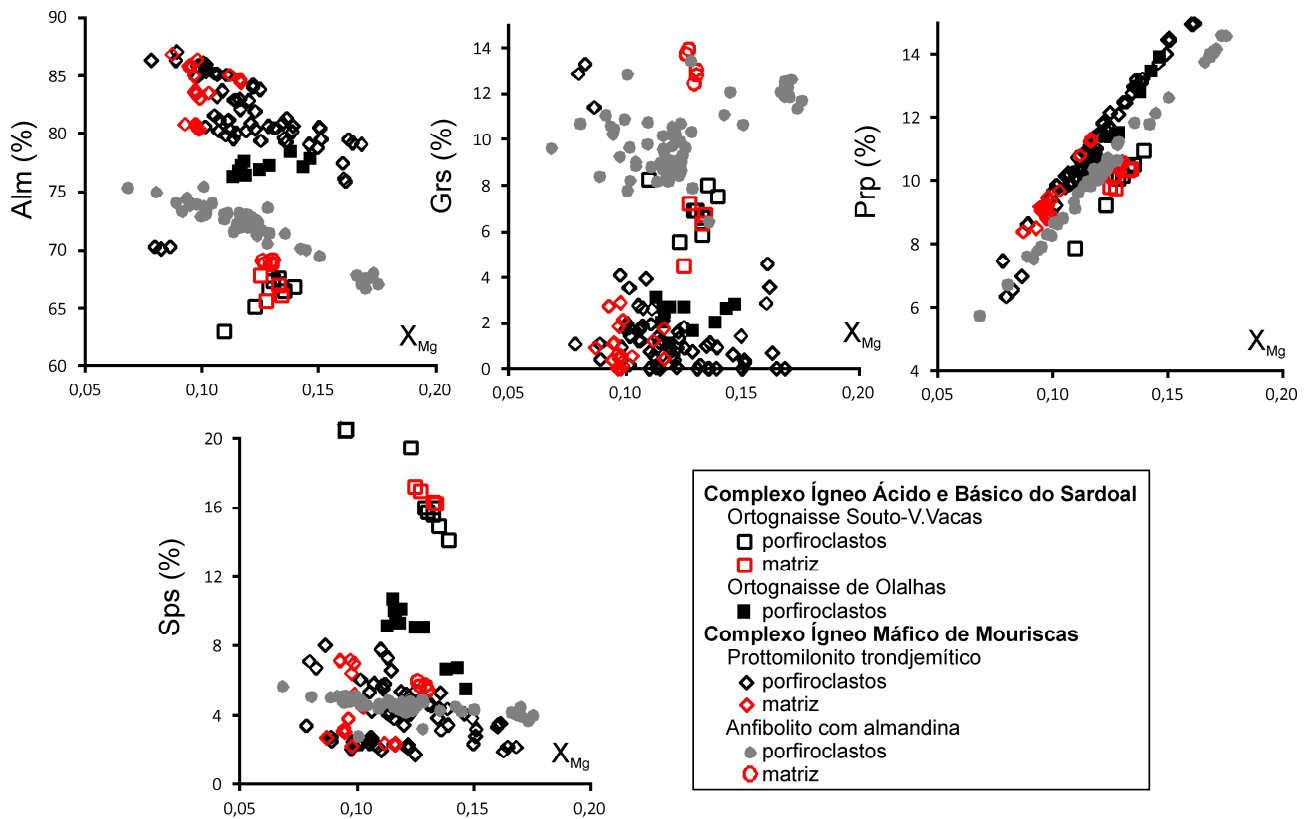 90
85
80
75
70
65
60
Alm (%)
0,05
0,10
0,15
0,20
XMg
14
12
10
8
6
4
2
0
Grs (%)
0,05
0,10
0,15
0,20
XMg
14
12
10
8
6
4
Prp (%)
0,05
0,10
0,15
0,20
XMg
20
16
12
8
4
0
Sps (%)
0,05
0,10
0,15
0,20
XMg
Complexo Ígneo Ácido e Básico do Sardoal
Ortognaisse Souto-V.Vacas
porfiroclastos
matriz
Ortognaisse de Olalhas
porfiroclastos
Complexo Ígneo Máfico de Mouriscas
Prottomilonito trondjemítico
porfiroclastos
matriz
Anfibolito com almandina
porfiroclastos
matriz